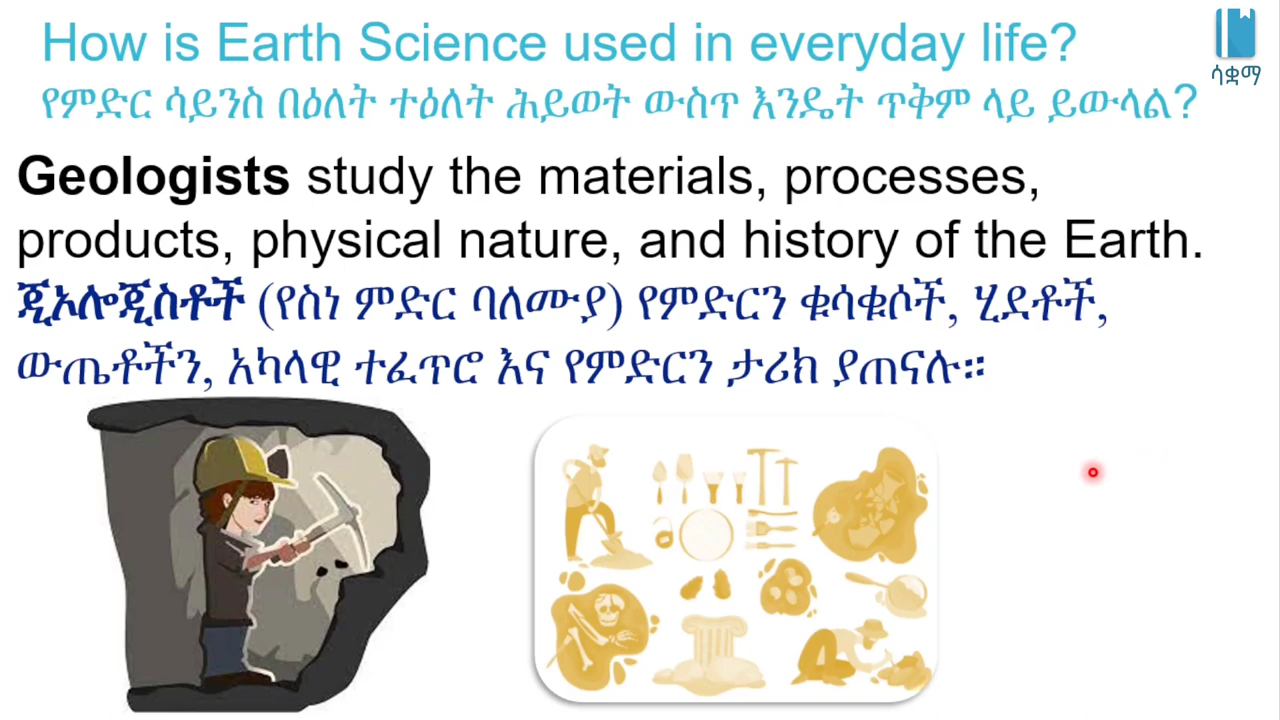 How is Earth Science used in everyday life?
የምድር ሳይንስ በዕለት ተዕለት ሕይወት ውስጥ እንዴት ጥቅም ላይ ይውላል?
ሳቋማ
Geologists study the materials, processes,
products, physical nature, and history of the Earth.
ጂኦሎጂስቶች (የስነ ምድር ባለሙያ) የምድርን ቁሳቁሶች, ሂደቶች,
ውጤቶችን, አካላዊ ተፈጥሮ እና የምድርን ታሪክ ያጠናሉ።